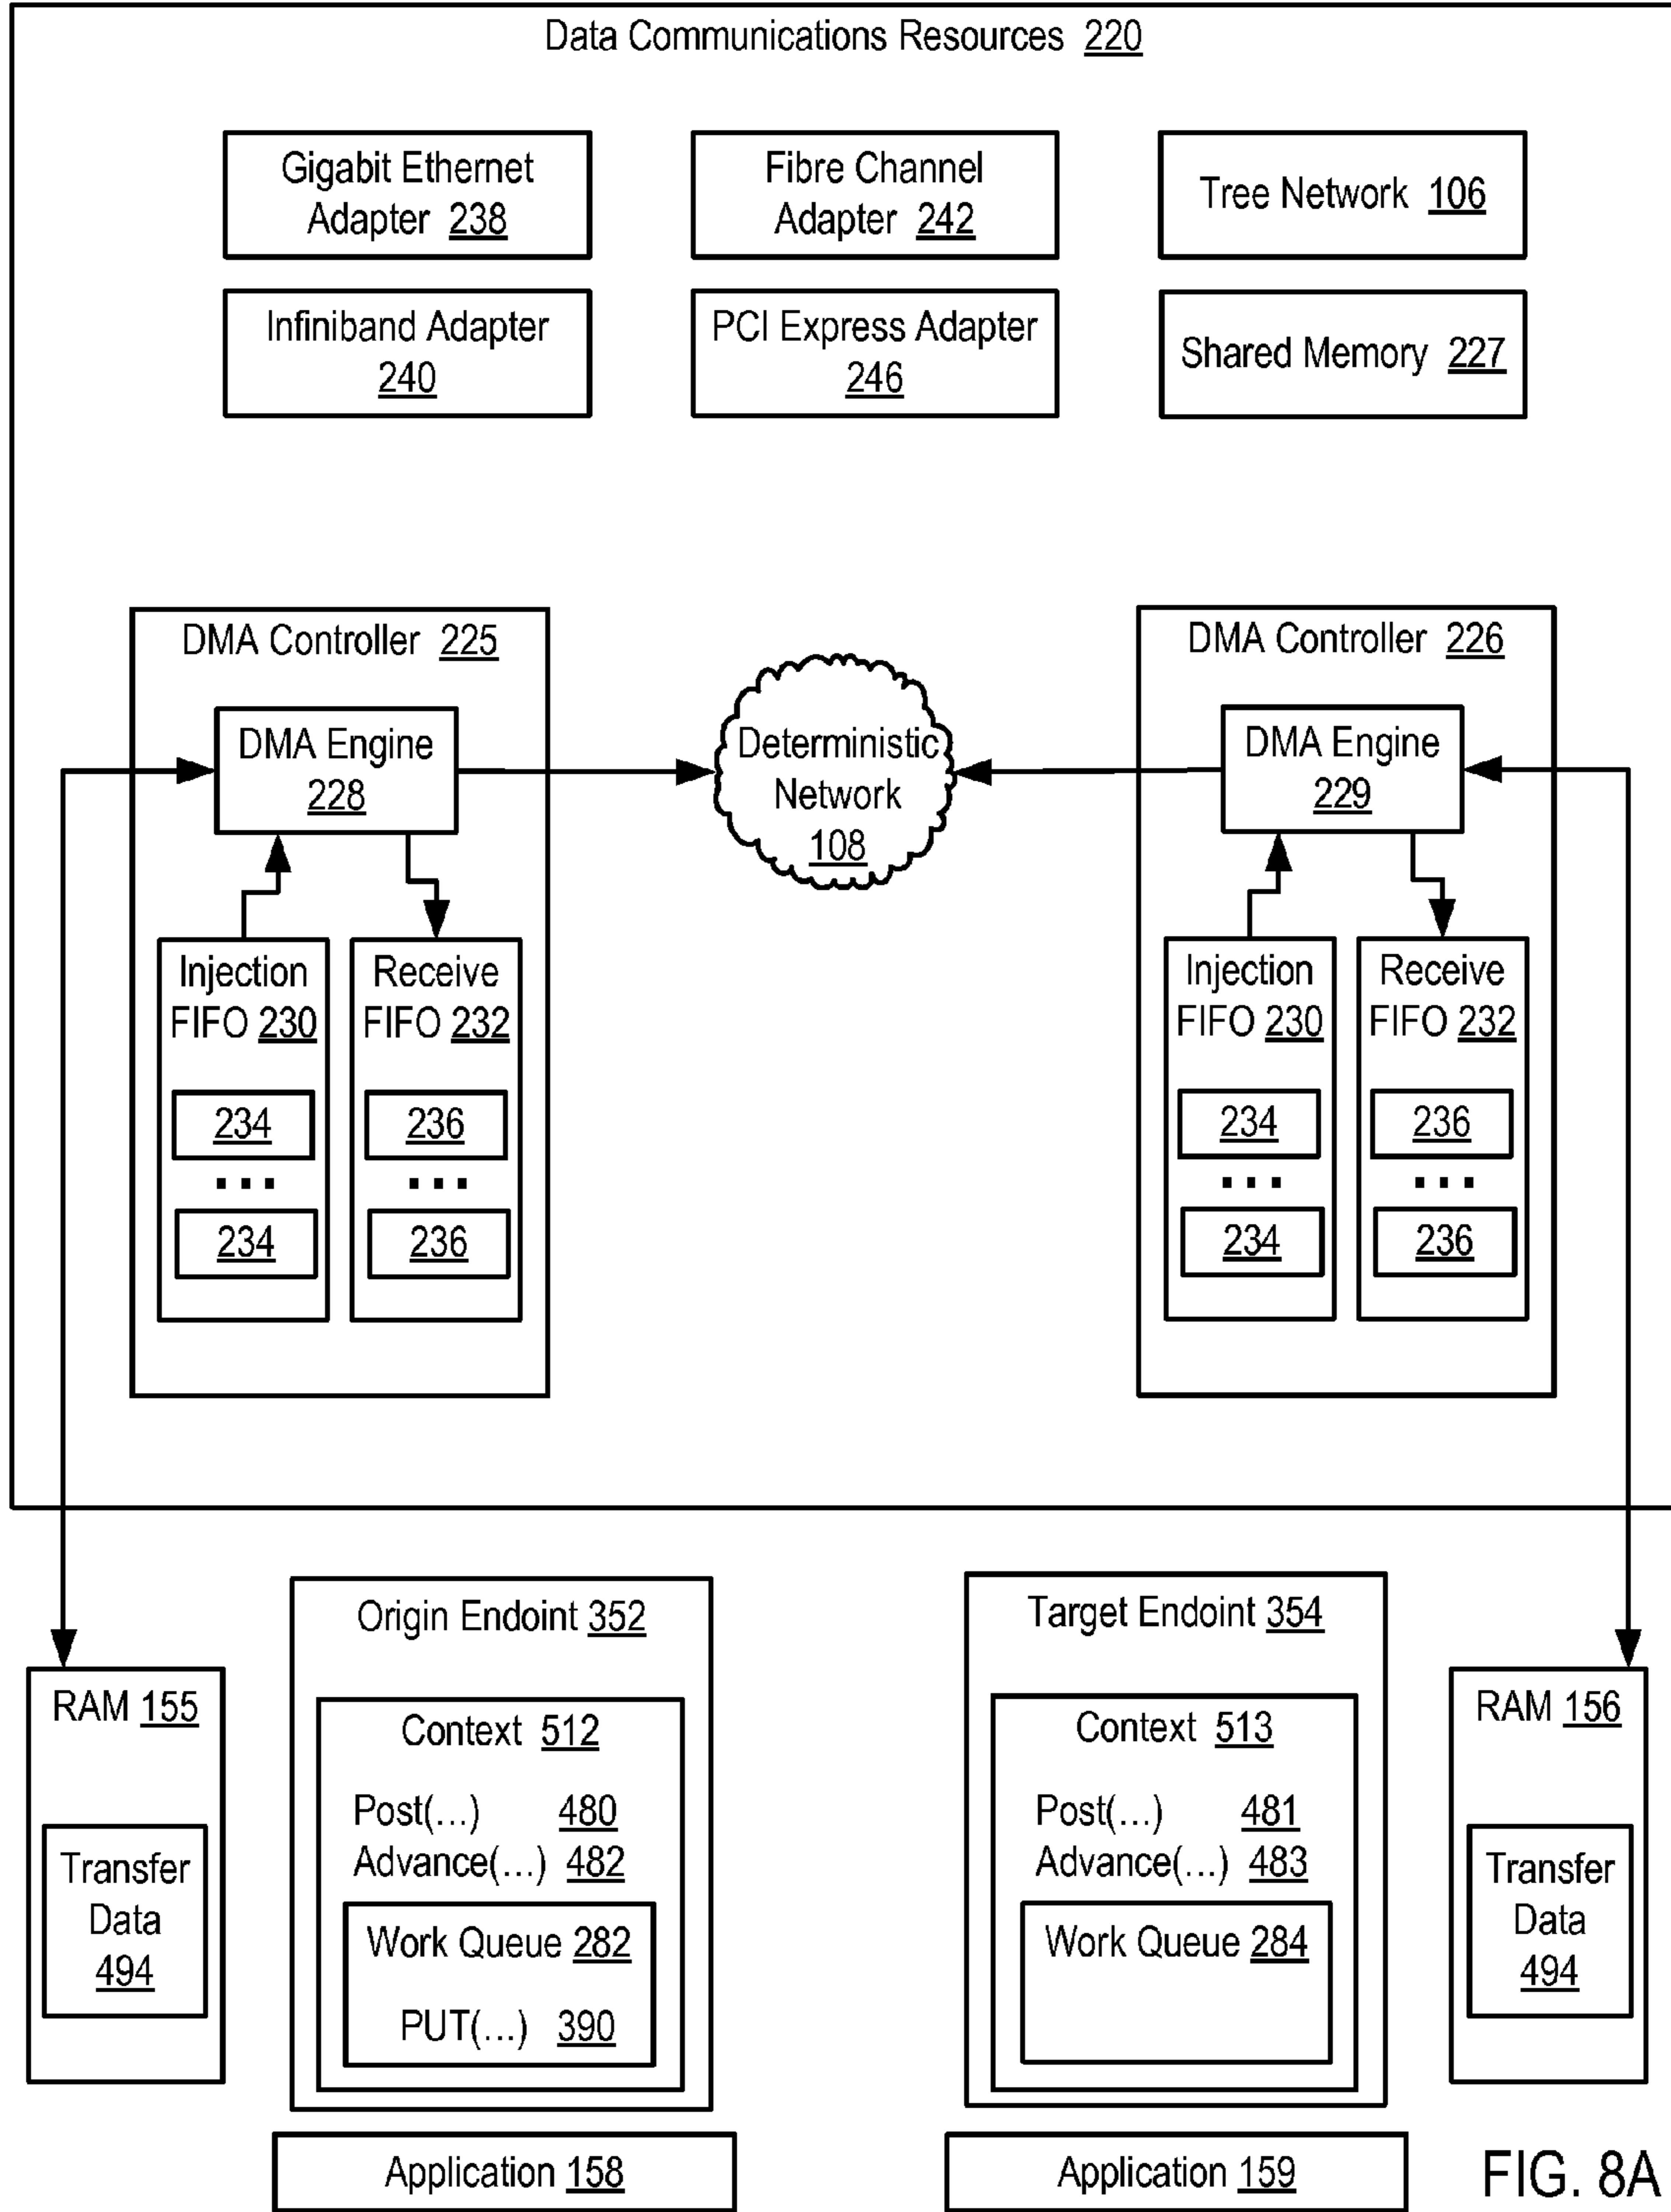 Data Communications Resources 220
Gigabit Ethernet
Adapter 238
Fibre Channel
Adapter 242
Tree Network 106
Infiniband Adapter
240
PCI Express Adapter
246
Shared Memory 227
DMA Controller 225
DMA Engine
228
Injection
FIFO 230
234
...
234
Receive
FIFO 232
236
...
236
Deterministic
Network
108
DMA Controller 226
DMA Engine
229
Injection
FIFO 230
234
...
234
Receive
FIFO 232
236
...
236
RAM 155
Transfer
Data
494
Origin Endoint 352
Context 512
Post(...) 480
Advance(...) 482
Work Queue 282
PUT(...) 390
Application 158
Target Endoint 354
Context 513
Post(...) 481
Advance(...) 483
Work Queue 284
Application 159
RAM 156
Transfer
Data
494
FIG. 8A